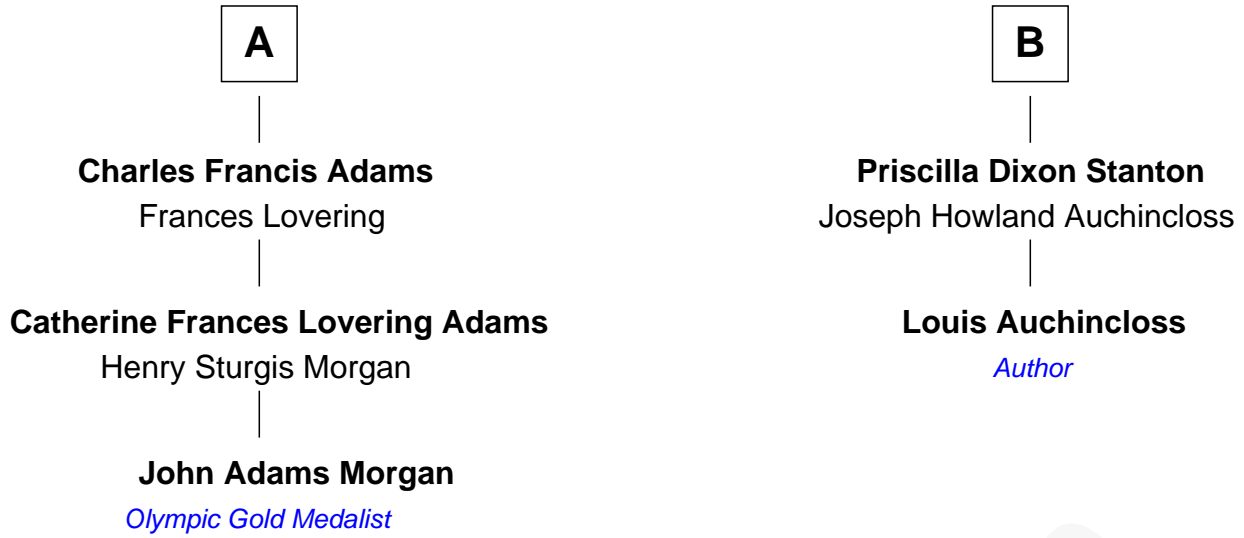 A
Charles Francis Adams
Frances Lovering
Catherine Frances Lovering Adams
Henry Sturgis Morgan
John Adams Morgan
Olympic Gold Medalist
B
Priscilla Dixon Stanton
Joseph Howland Auchincloss
Louis Auchincloss
Author